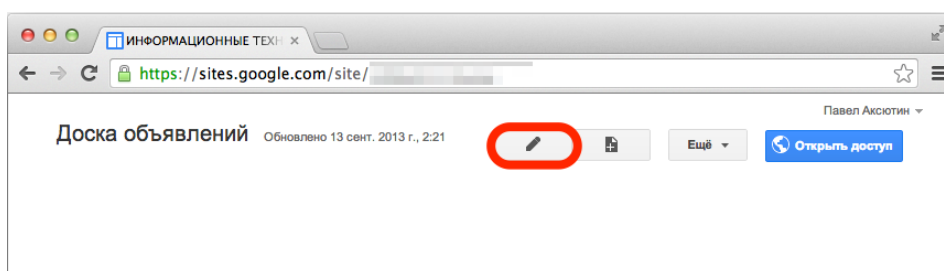 ИНФОРМАЦИОННЫЕ ТЕХН
https://sites.google.com/site/
Павел Аксютин
Доска объявлений Обновлено 13 сент. 2013 г., 2:21
Ещё
Открыть доступ